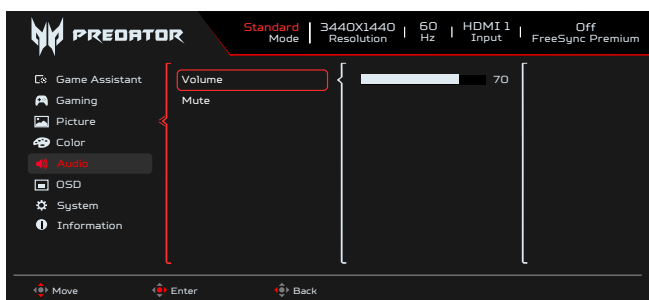 PREDATOR
Standard Mode
3440X1440 Resolution
60 Hz
HDMI 1 Input
Off FreeSync Premium
Game Assistant
Gaming
Picture
Color
Audio
OSD
System
Information
Volume
Mute
70
Move
Enter
Back